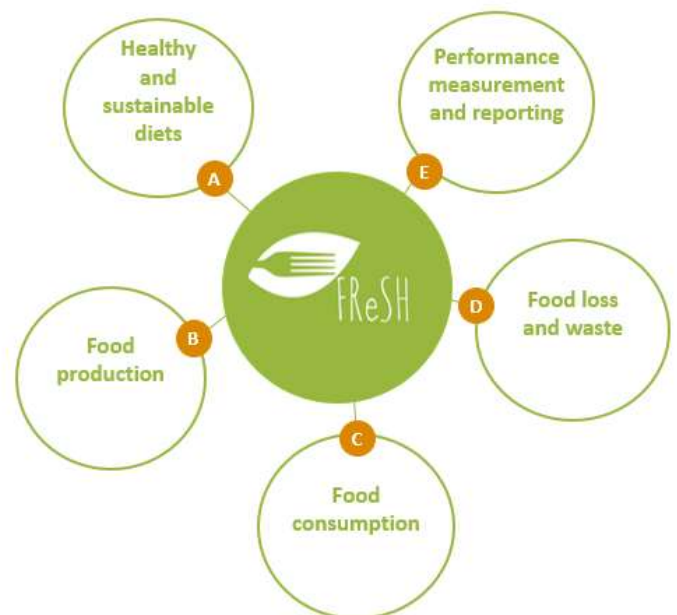 Healthy
and
sustainable
diets
A
Performance
measurement
and reporting
E
FReSH
Food
production
B
Food loss
and waste
D
C
Food
consumption